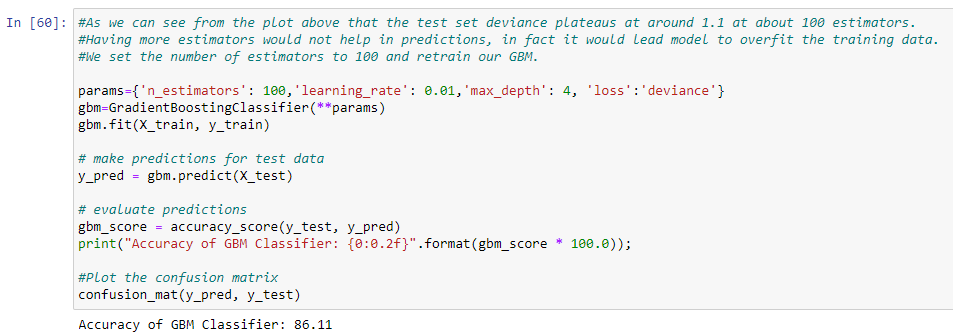 In [60]: #As we can see from the plot above that the test set deviance plateaus at around 1.1 at about 100 estimators.
#Having more estimators would not help in predictions, in fact it would lead model to overfit the training data.
#We set the number of estimators to 100 and retrain our GBM.
params={'n_estimators': 100,'learning_rate': 0.01,'max_depth': 4, 'loss':'deviance'}
gbm=GradientBoostingClassifier(**params)
gbm.fit(X_train, y_train)
# make predictions for test data
y_pred = gbm.predict(X_test)
# evaluate predictions
gbm_score = accuracy_score(y_test, y_pred)
print("Accuracy of GBM Classifier: {0:0.2f}".format(gbm_score * 100.0));
#Plot the confusion matrix
confusion_mat(y_pred, y_test)
Accuracy of GBM Classifier: 86.11